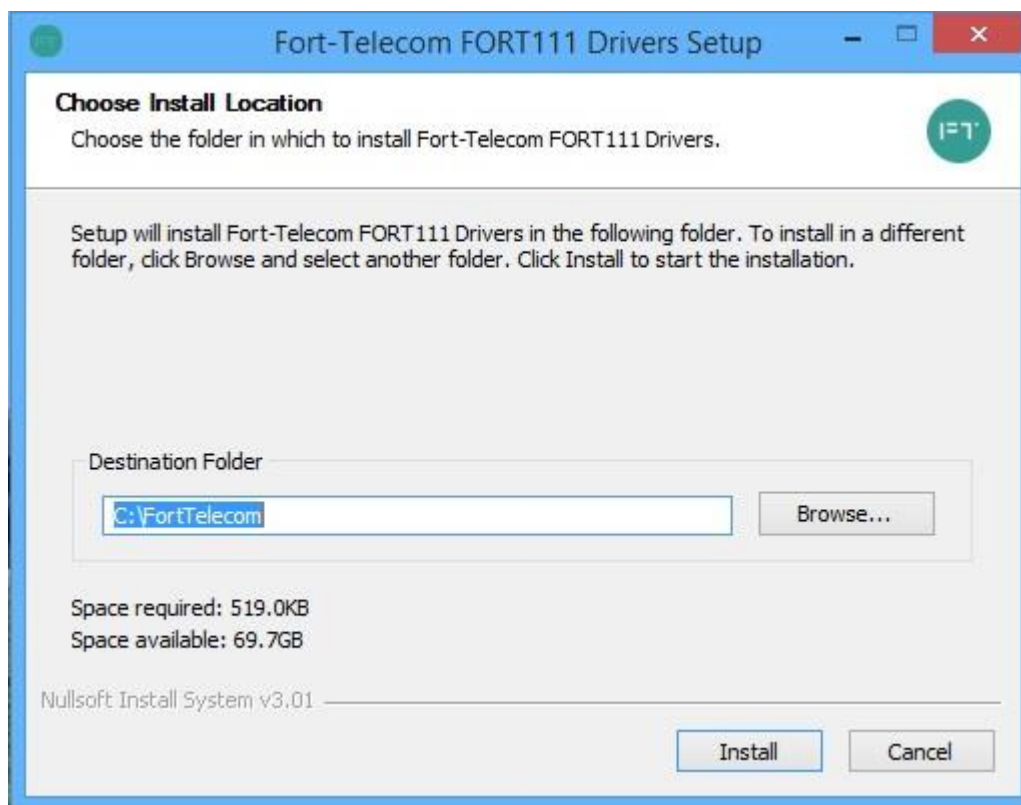 Fort-Telecom FORT111 Drivers Setup
Choose Install Location
Choose the folder in which to install Fort-Telecom FORT111 Drivers.
FT
Setup will install Fort-Telecom FORT111 Drivers in the following folder. To install in a different
folder, click Browse and select another folder. Click Install to start the installation.
Destination Folder
C:\FortTelecom
Browse...
Space required: 519.0KB
Space available: 69.7GB
Nullsoft Install System v3.01
Install
Cancel